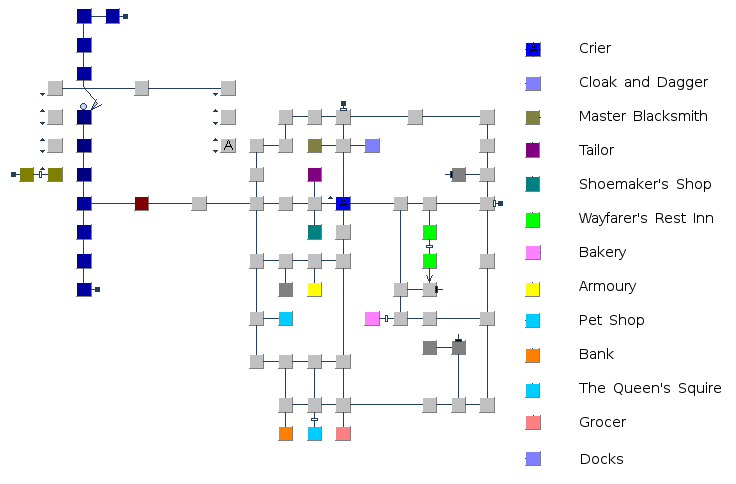 Crier
Cloak and Dagger
Master Blacksmith
Tailor
Shoemaker's Shop
Wayfarer's Rest Inn
Bakery
Armoury
Pet Shop
Bank
The Queen's Squire
Grocer
Docks
A
A
A